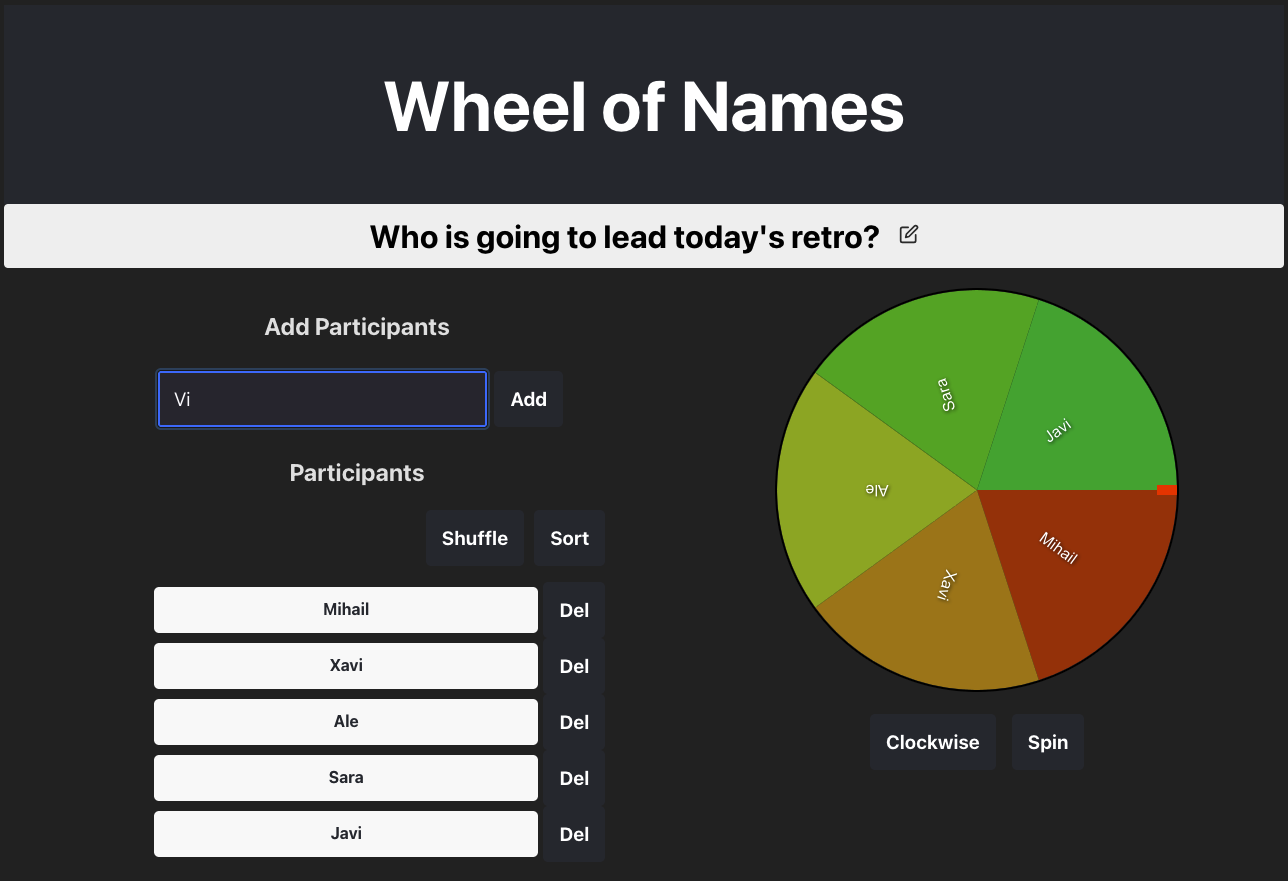 Wheel of Names
Who is going to lead today's retro?
Add Participants
Vi
Add
Participants
Shuffle
Sort
Mihail
Del
Xavi
Del
Ale
Del
Sara
Del
Javi
Del
Sara
Javi
Ale
Mihail
Xavi
Clockwise
Spin